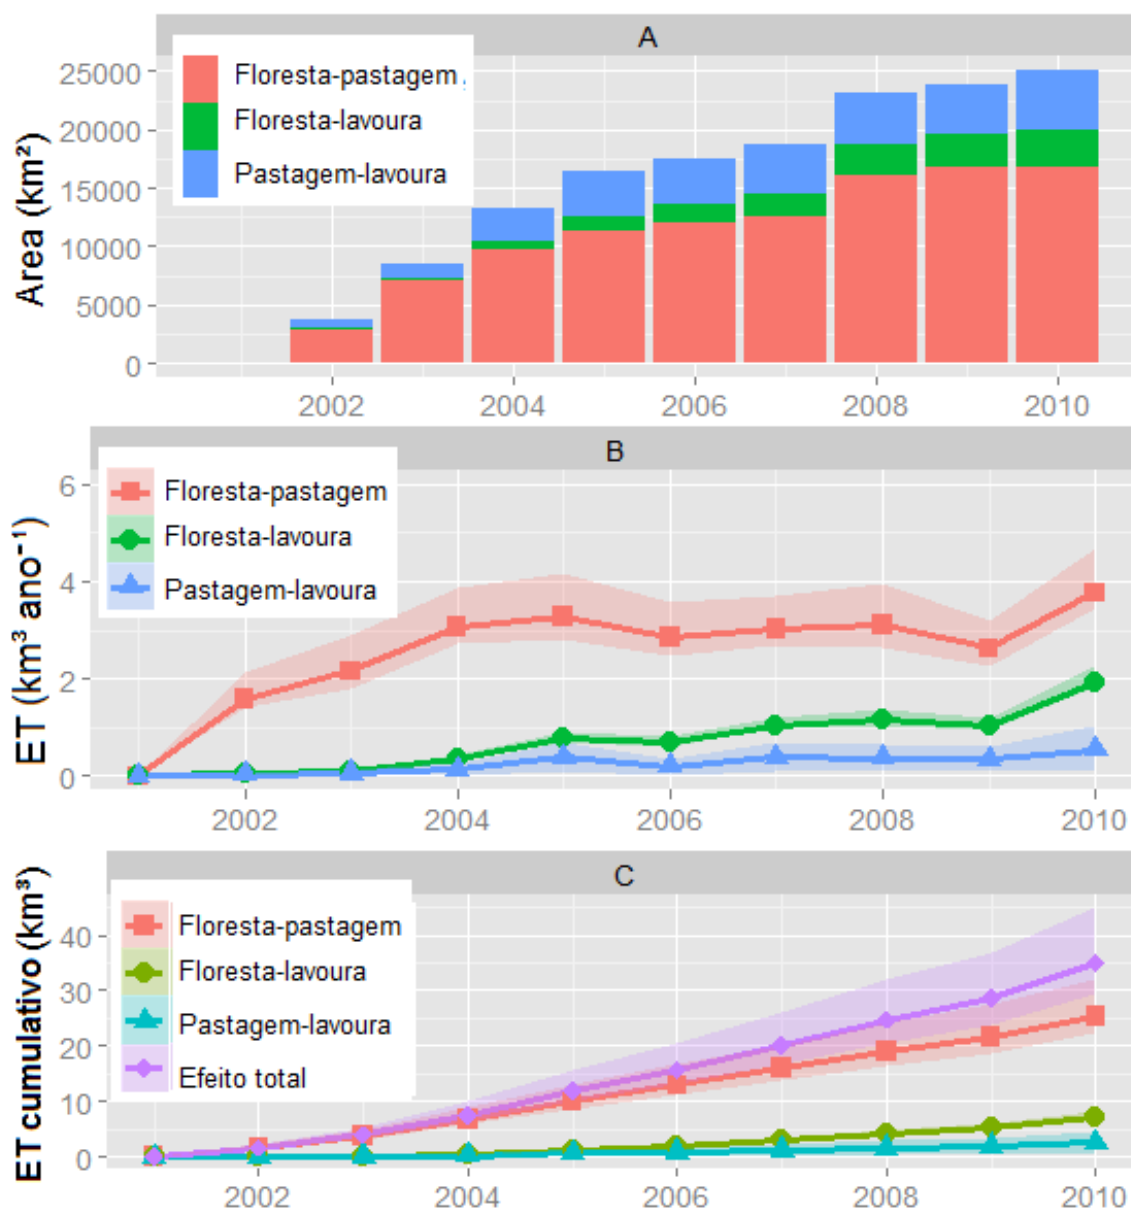 A
Floresta-pastagem
Floresta-lavoura
Pastagem-lavoura
Area (km²)
25000
20000
15000
10000
5000
0
2002 2004 2006 2008 2010
B
Floresta-pastagem
Floresta-lavoura
Pastagem-lavoura
ET (km³ ano⁻¹)
6
4
2
0
2002 2004 2006 2008 2010
C
Floresta-pastagem
Floresta-lavoura
Pastagem-lavoura
Efeito total
ET cumulativo (km³)
40
30
20
10
0
2002 2004 2006 2008 2010